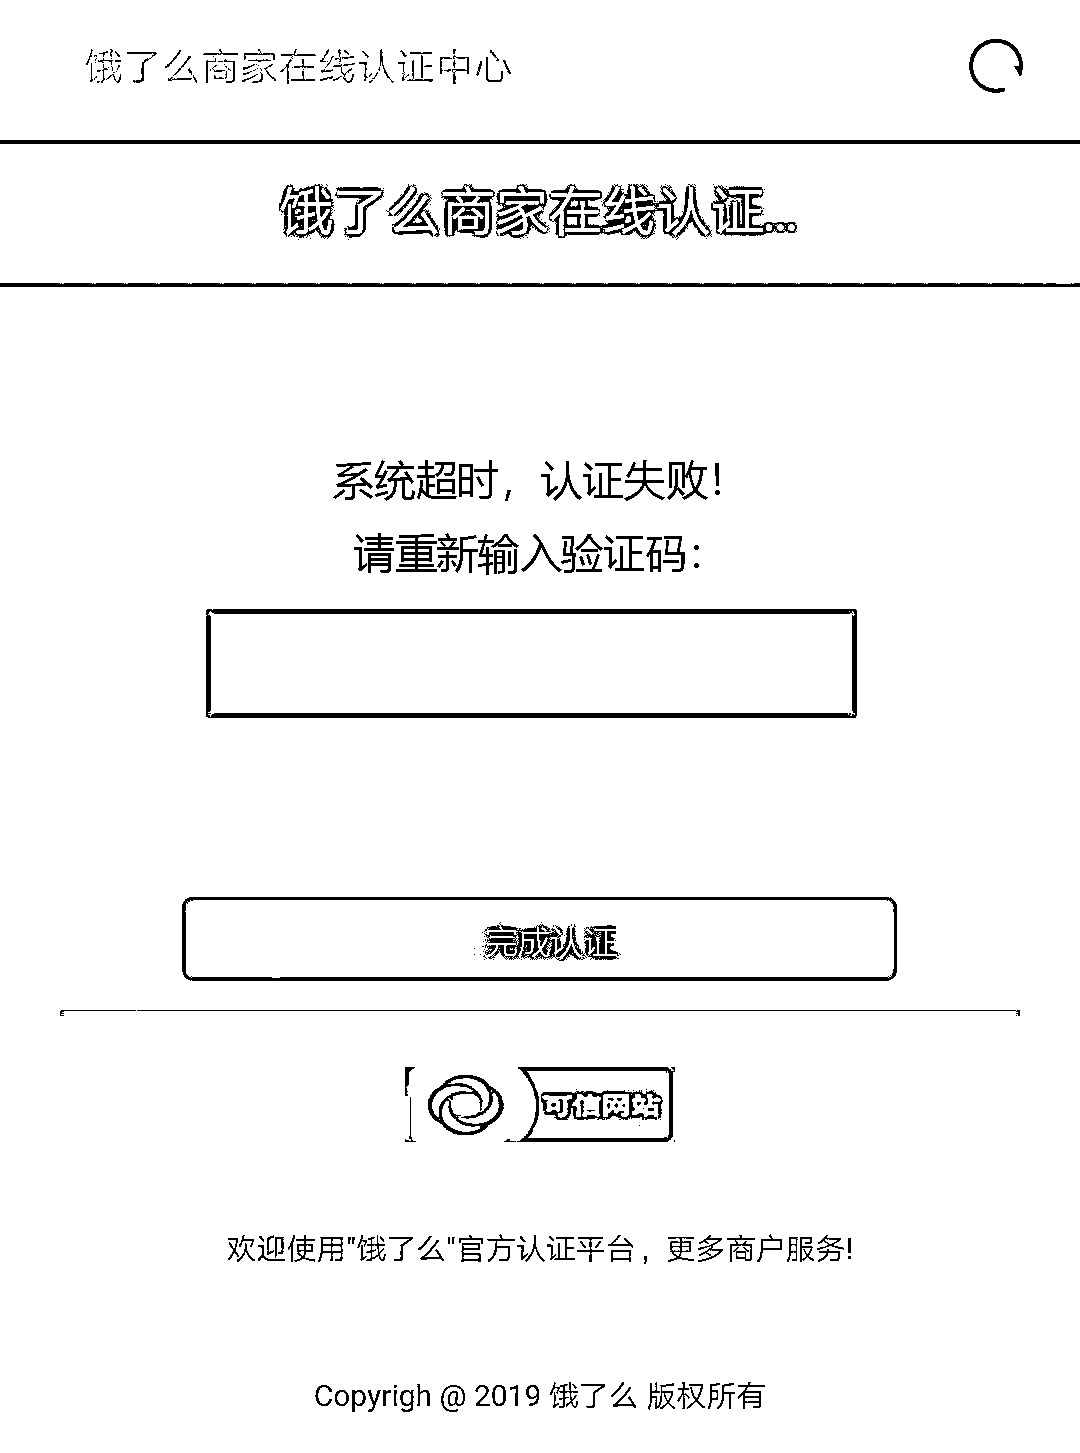 饿了么商家在线认证中心
饿了么商家在线认证...
系统超时，认证失败！
请重新输入验证码：
完成认证
可信网站
欢迎使用"饿了么"官方认证平台，更多商户服务!
Copyrigh @ 2019 饿了么 版权所有